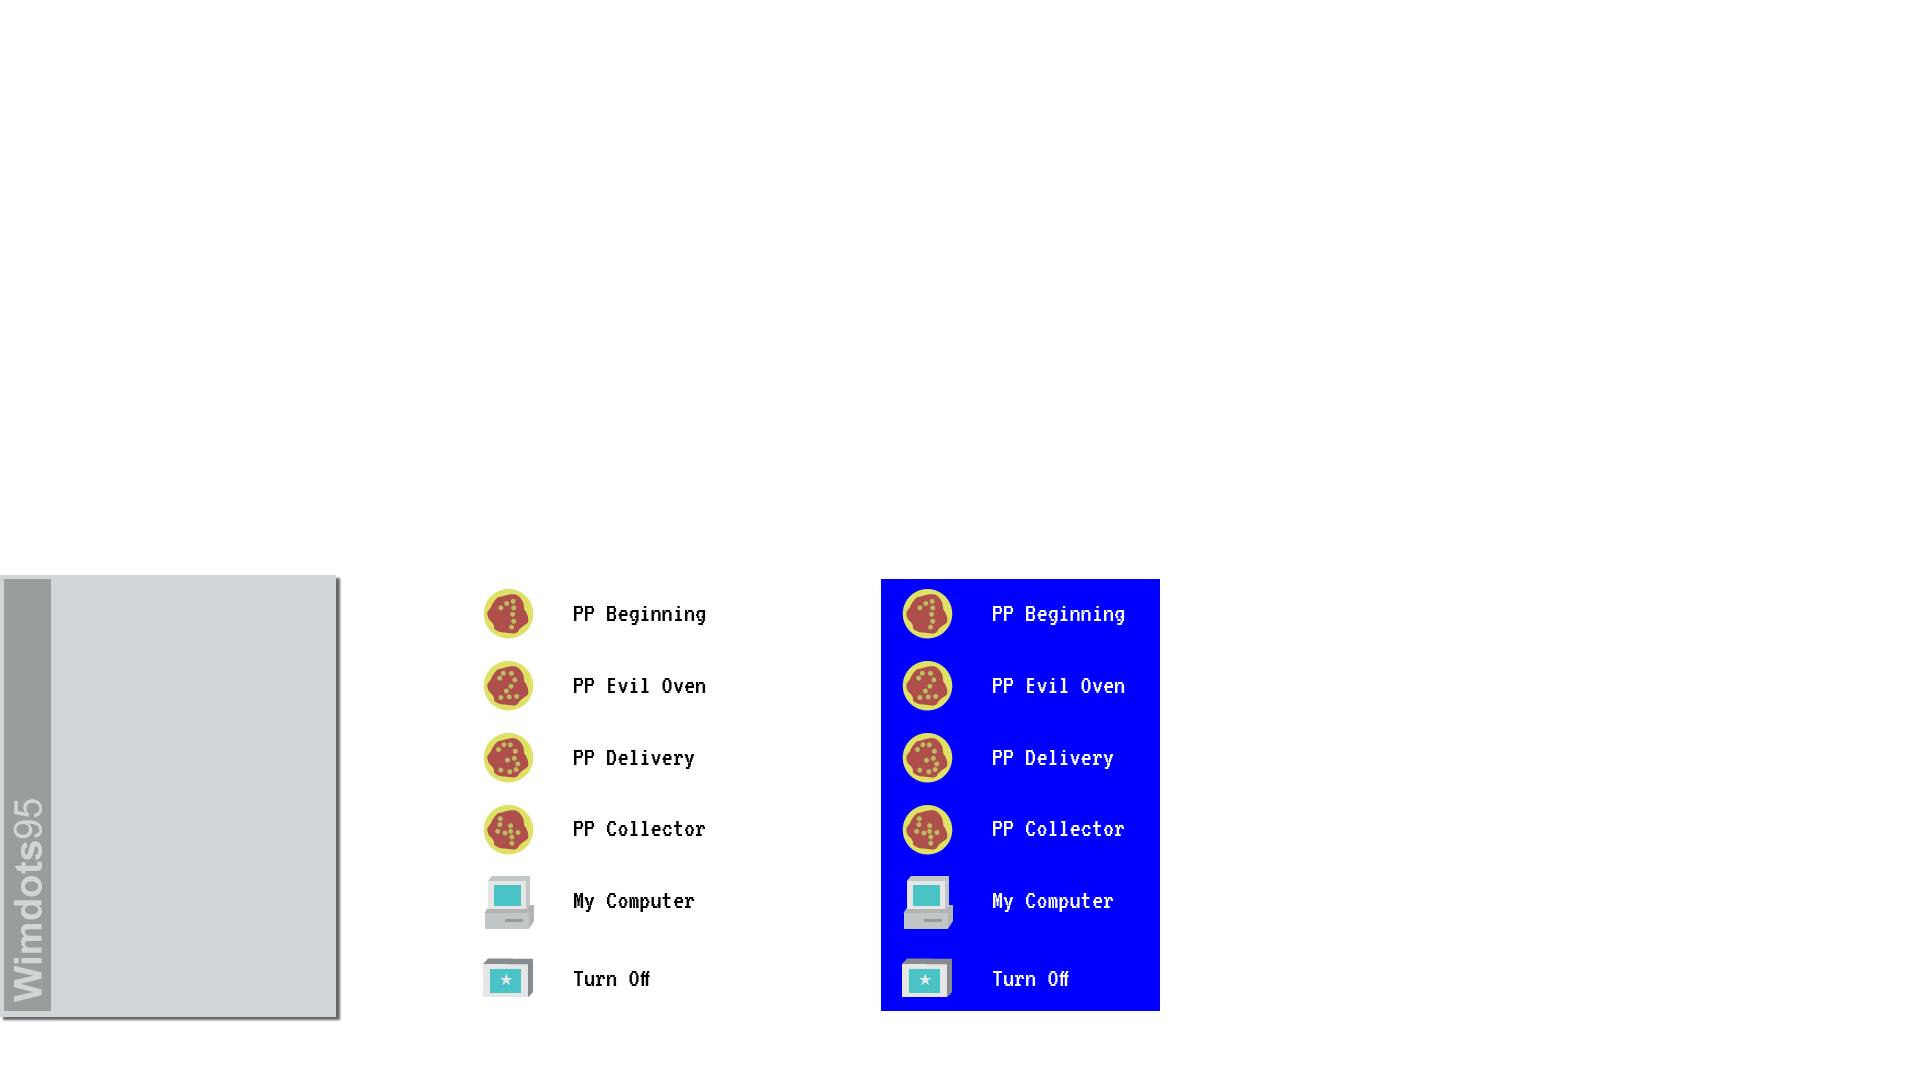 Wimdots95
PP Beginning
PP Evil Oven
PP Delivery
PP Collector
My Computer
Turn Off
PP Beginning
PP Evil Oven
PP Delivery
PP Collector
My Computer
Turn Off